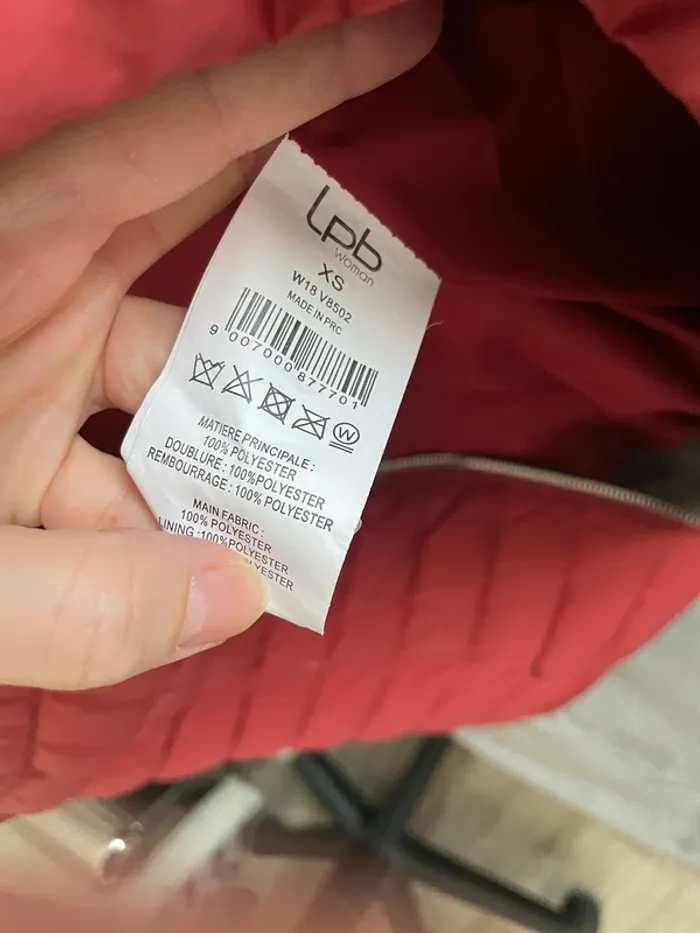 lpb
woman
XS
W18 V8502
MADE IN PRC
9 007000 877701
W
MATIERE PRINCIPALE :
100% POLYESTER
DOUBLURE : 100%POLYESTER
REMBOURRAGE : 100% POLYESTER
MAIN FABRIC :
100% POLYESTER
LINING :100%POLYESTER